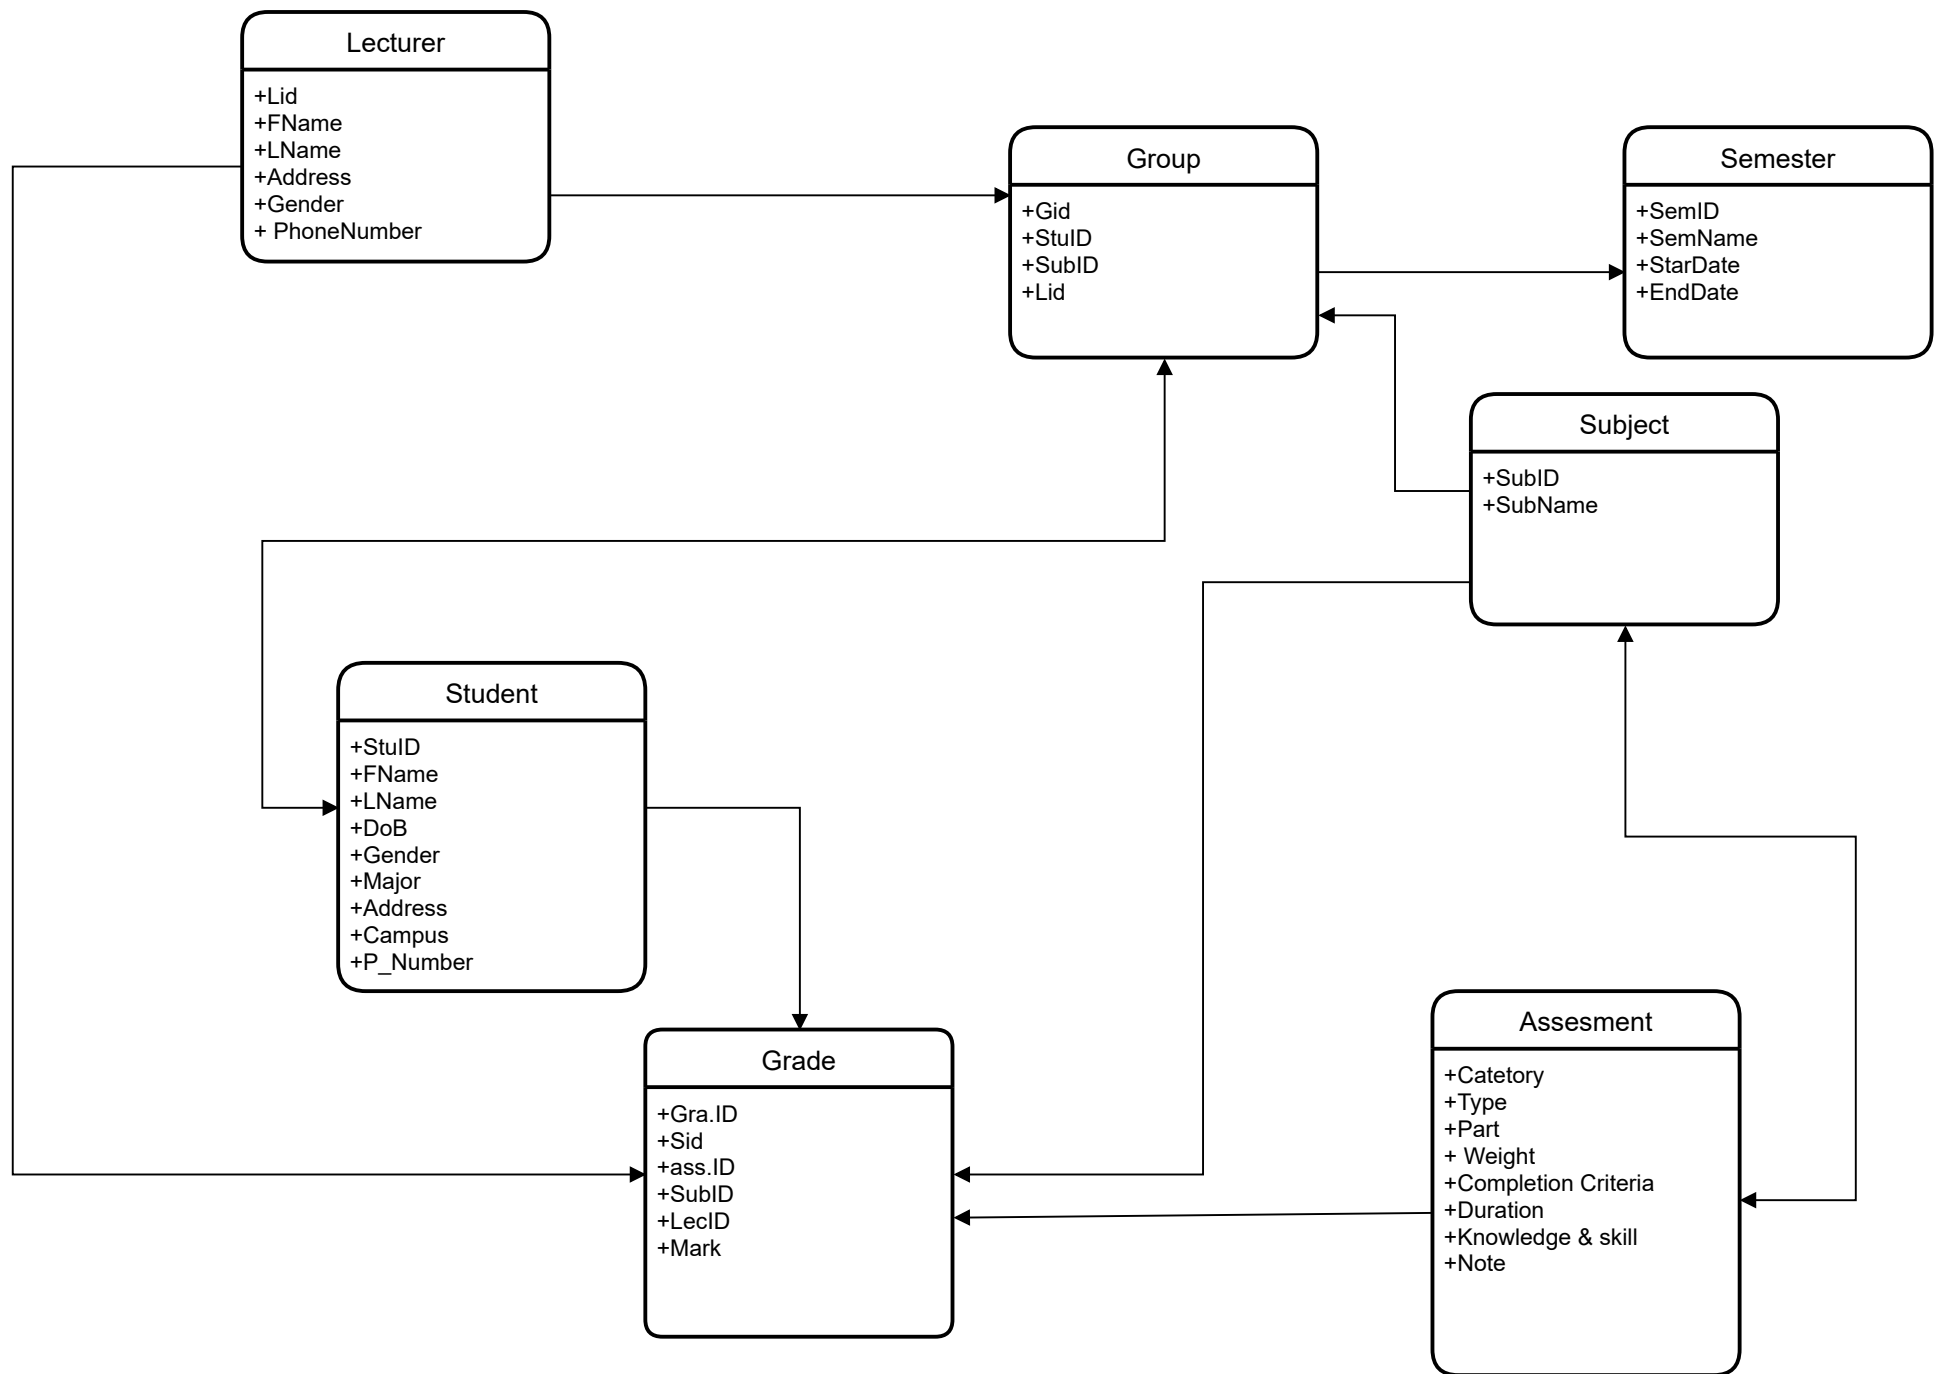 Lecturer
+Lid
+FName
+LName
+Address
+Gender
+ PhoneNumber
Group
+Gid
+StuID
+SubID
+Lid
Semester
+SemID
+SemName
+StarDate
+EndDate
Subject
+SubID
+SubName
Student
+StuID
+FName
+LName
+DoB
+Gender
+Major
+Address
+Campus
+P_Number
Grade
+Gra.ID
+Sid
+ass.ID
+SubID
+LecID
+Mark
Assesment
+Catetory
+Type
+Part
+ Weight
+Completion Criteria
+Duration
+Knowledge & skill
+Note